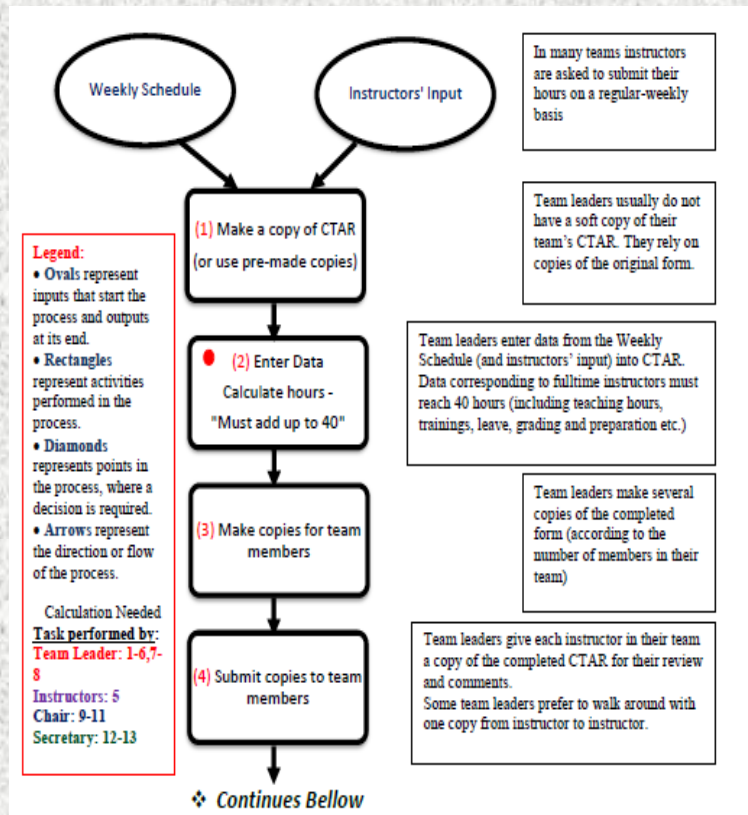 Weekly Schedule
Instructors' Input
In many teams instructors
are asked to submit their
hours on a regular-weekly
basis
(1) Make a copy of CTAR
(or use pre-made copies)
Team leaders usually do not
have a soft copy of their
team's CTAR. They rely on
copies of the original form.
Legend:
• Ovals represent
inputs that start the
process and outputs
at its end.
• Rectangles
represent activities
performed in the
process.
• Diamonds
represents points in
the process, where a
decision is required.
• Arrows represent
the direction or flow
of the process.
Calculation Needed
Task performed by:
Team Leader: 1-6,7-
8
Instructors: 5
Chair: 9-11
Secretary: 12-13
(2) Enter Data
Calculate hours -
"Must add up to 40"
Team leaders enter data from the Weekly
Schedule (and instructors' input) into CTAR.
Data corresponding to fulltime instructors must
reach 40 hours (including teaching hours,
trainings, leave, grading and preparation etc.)
(3) Make copies for team
members
Team leaders make several
copies of the completed
form (according to the
number of members in their
team)
(4) Submit copies to team
members
Team leaders give each instructor in their team
a copy of the completed CTAR for their review
and comments.
Some team leaders prefer to walk around with
one copy from instructor to instructor.
❖ Continues Bellow